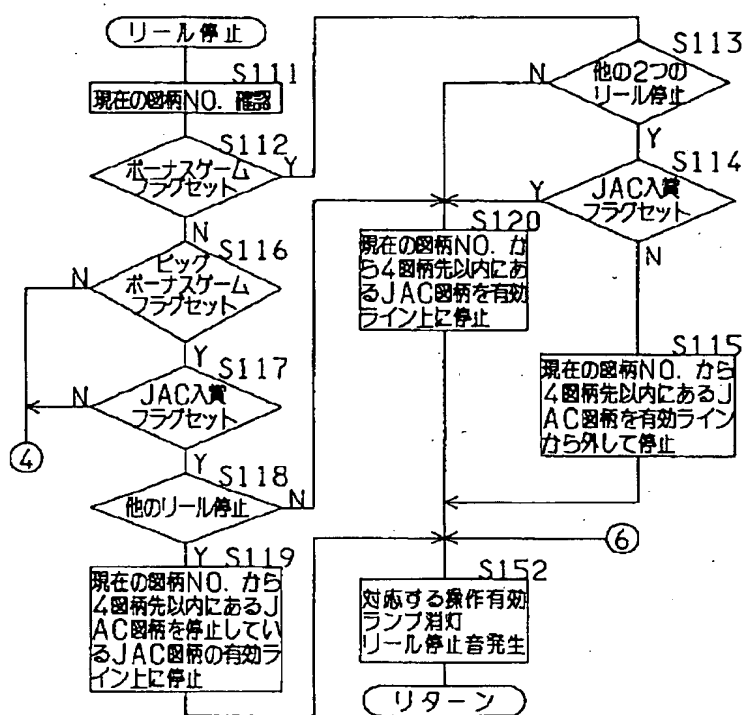 リール停止
S111
現在の図柄NO. 確認
S112
ボーナスゲーム
フラグセット
Y
N
S116
ビッグ
ボーナスゲーム
フラグセット
N
Y
S117
JAC入賞
フラグセット
N
Y
④
S118
他のリール停止
N
Y
S119
現在の図柄NO. から
4図柄先以内にあるJ
AC図柄を停止してい
るJAC図柄の有効ラ
イン上に停止
S113
他の2つの
リール停止
N
Y
S114
JAC入賞
フラグセット
Y
N
S120
現在の図柄NO. か
ら4図柄先以内にあ
るJAC図柄を有効
ライン上に停止
S115
現在の図柄NO. から
4図柄先以内にあるJ
AC図柄を有効ライン
から外して停止
⑥
S152
対応する操作有効
ランプ消灯
リール停止音発生
リターン